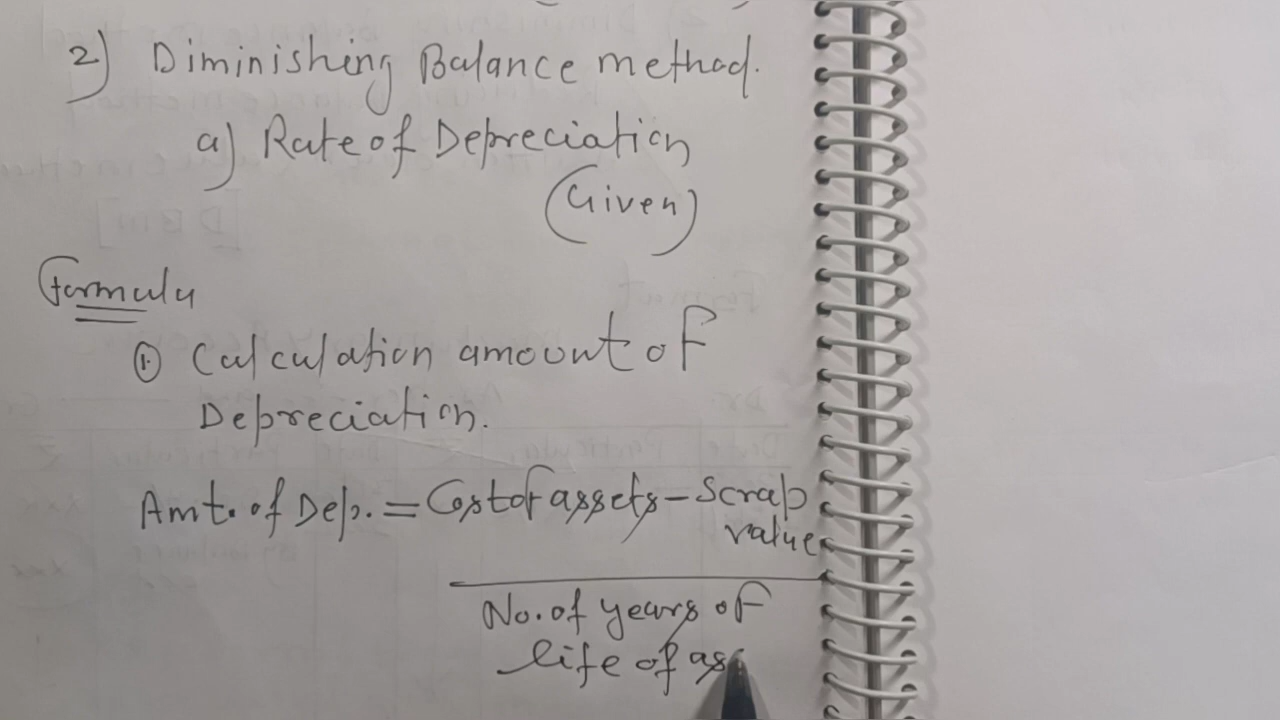 2) Diminishing Balance method.
a) Rate of Depreciation
(Given)
Formula
1. Calculation amount of
Depreciation.
Amt. of Dep. = Cost of assets - Scrap
value
No. of years of
life of as